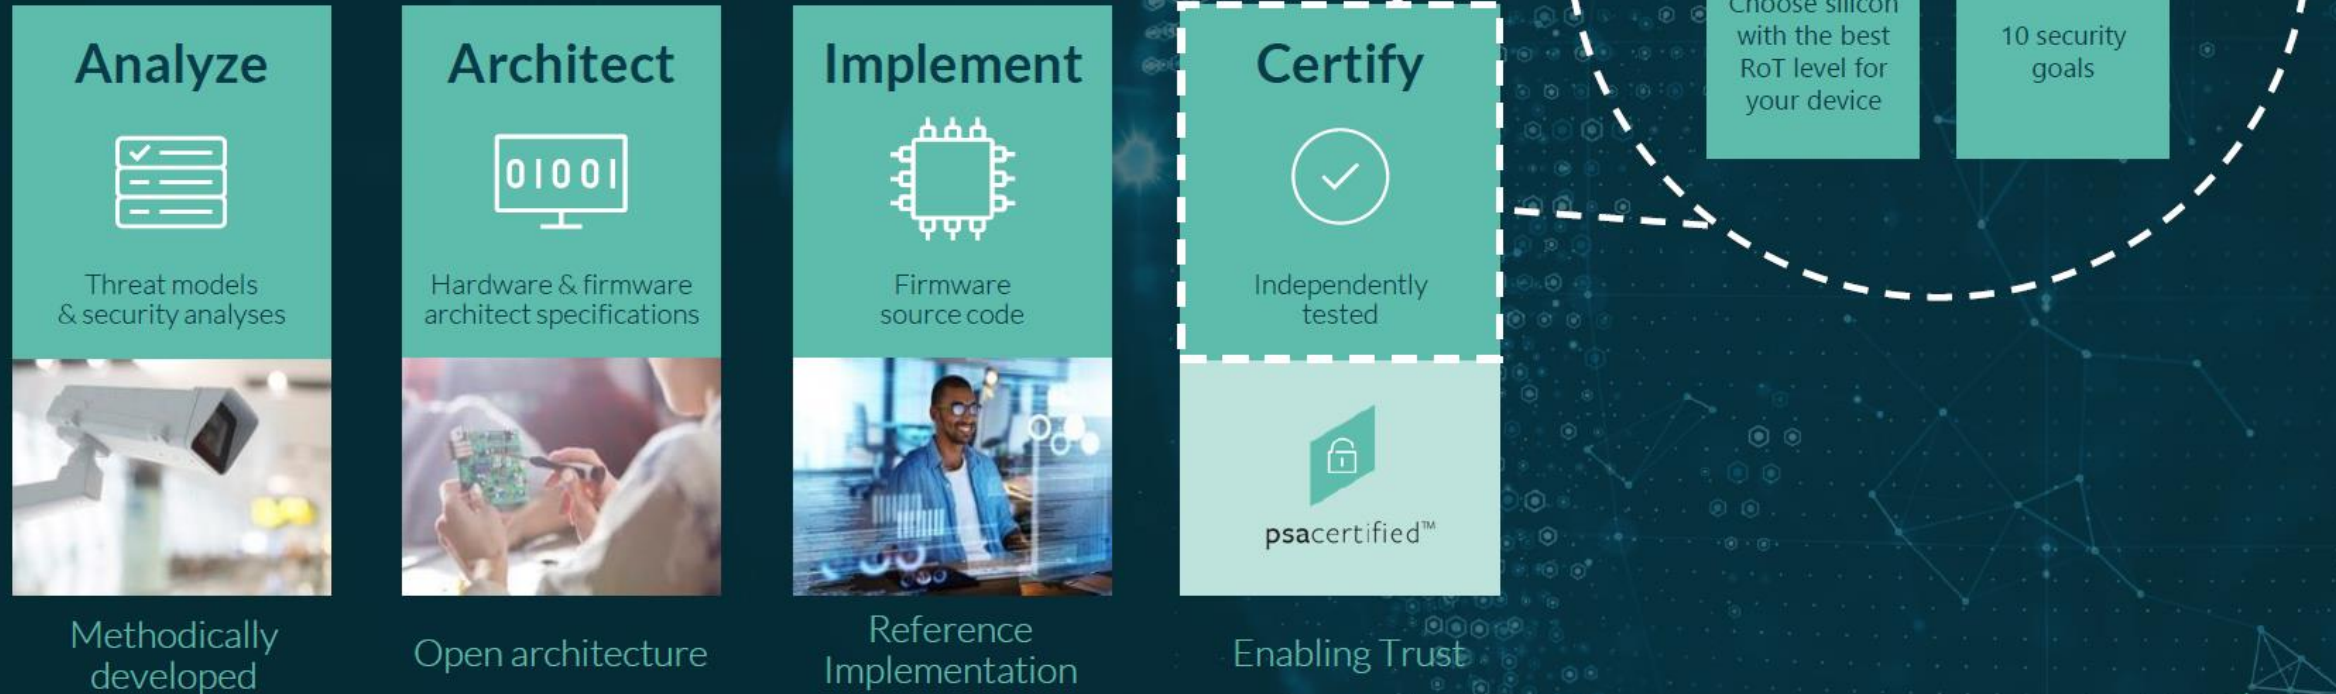 Analyze
01001
Threat models
& security analyses
Methodically
developed
Architect
Hardware & firmware
architect specifications
Open architecture
Implement
Firmware
source code
Reference
Implementation
Certify
Independently
tested
psacertified™
Enabling Trust
Choose silicon
with the best
RoT level for
your device
10 security
goals